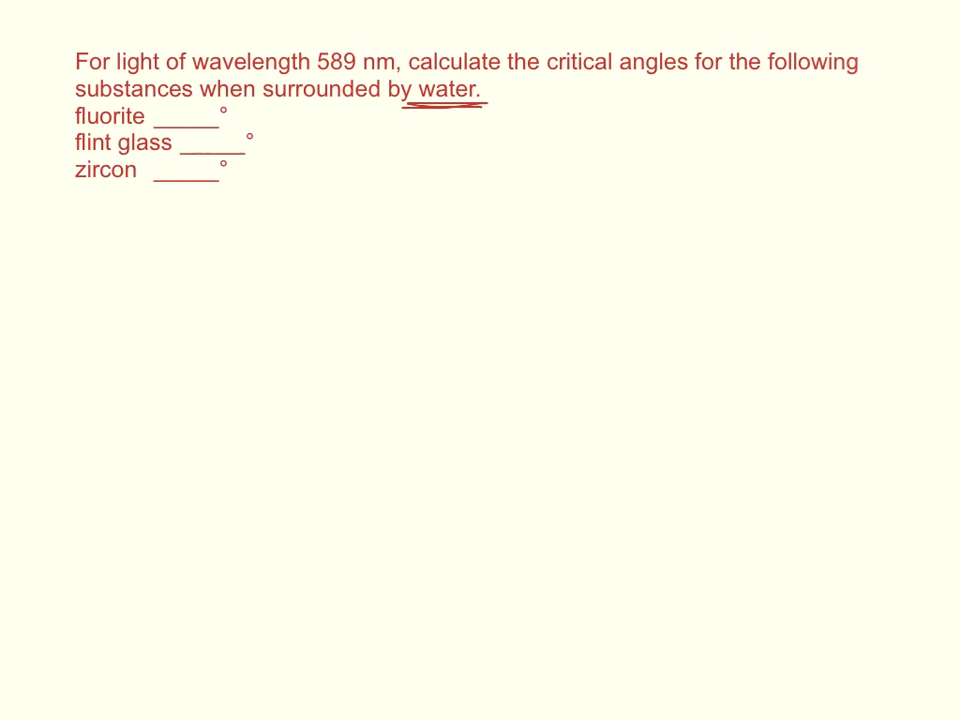 For light of wavelength 589 nm, calculate the critical angles for the following
substances when surrounded by water.
fluorite _____°
flint glass _____°
zircon _____°